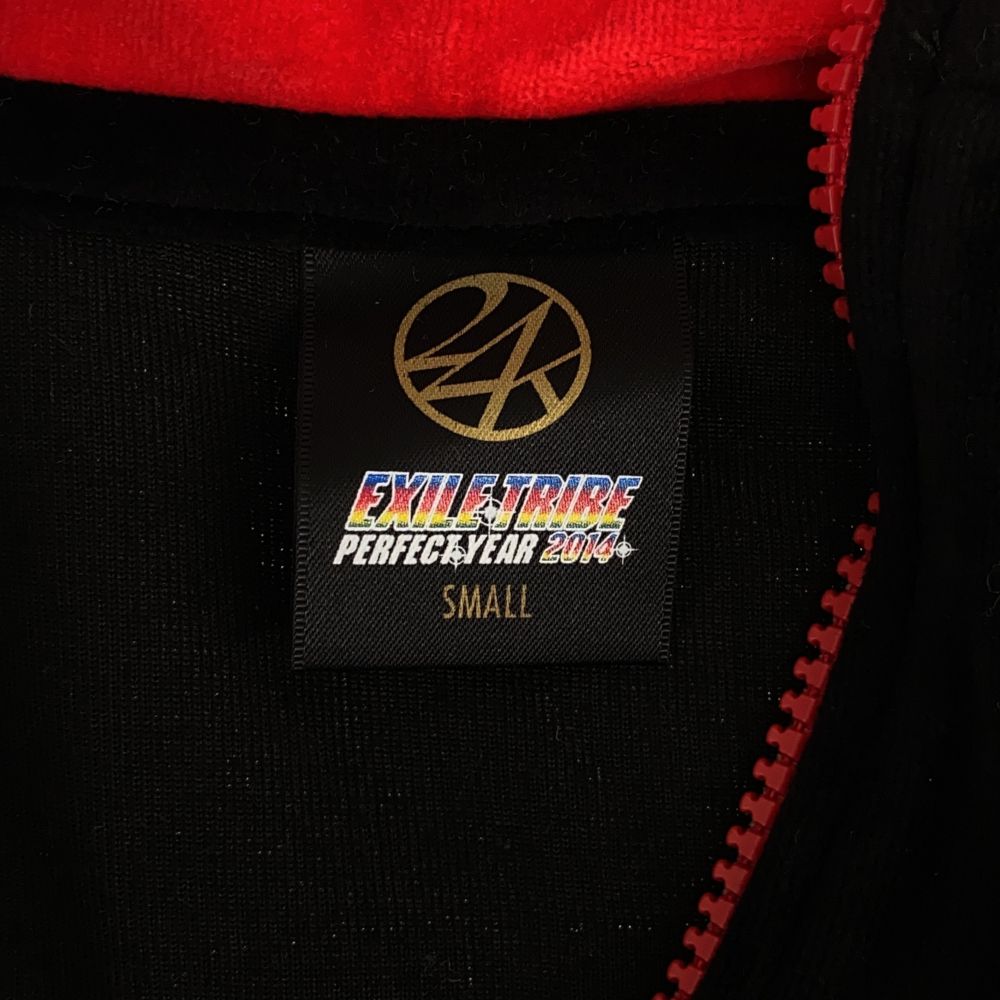 24K
EXILE TRIBE
PERFECT YEAR 2014
SMALL